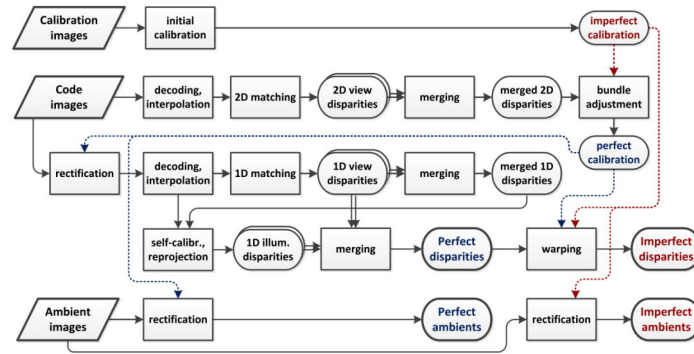 Calibration
images
initial
calibration
imperfect
calibration
Code
images
decoding,
interpolation
2D matching
2D view
disparities
merging
merged 2D
disparities
bundle
adjustment
perfect
calibration
rectification
decoding,
interpolation
1D matching
1D view
disparities
merging
merged 1D
disparities
self-calibr.,
reprojection
1D illum.
disparities
merging
Perfect
disparities
warping
Imperfect
disparities
Ambient
images
rectification
Perfect
ambients
rectification
Imperfect
ambients